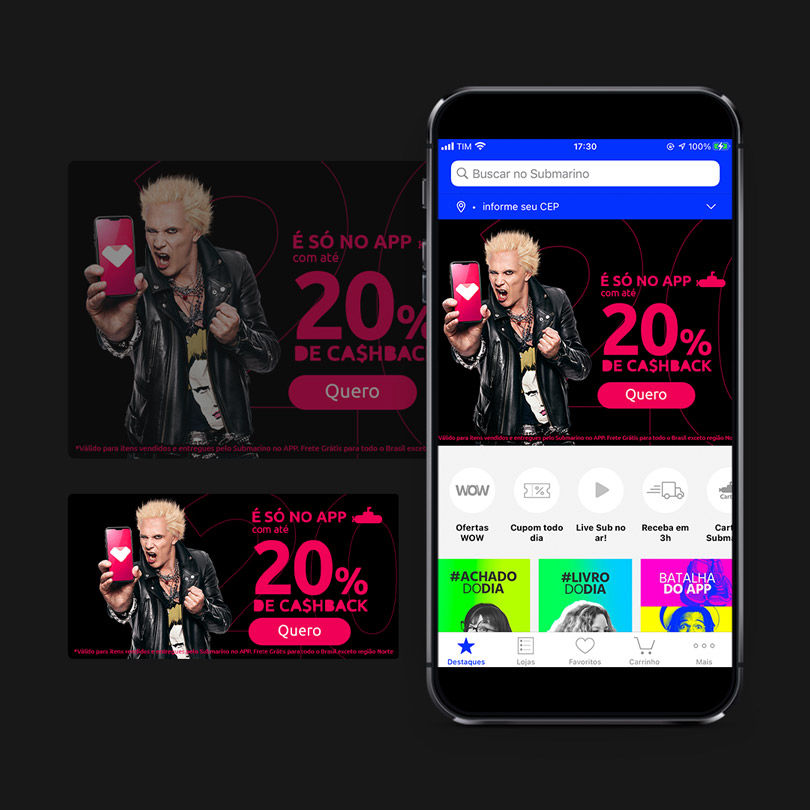 É SÓ NO APP
com até
20%
DE CA$HBACK
Quero
*Válido para itens vendidos e entregues pelo Submarino no APP. Frete Grátis para todo o Brasil exceto
É SÓ NO APP
com até
20%
DE CA$HBACK
Quero
*Válido para itens vendidos e entregues pelo Submarino no APP. Frete Grátis para todo o Brasil exceto região Norte
TIM 17:30 100%
Buscar no Submarino
• informe seu CEP
É SÓ NO APP
com até
20%
DE CA$HBACK
Quero
Válido para itens vendidos e entregues pelo Submarino no APP. Frete Grátis para todo o Brasil exceto região No
WOW %
Ofertas WOW
Cupom todo dia
Live Sub no ar!
Receba em 3h
Cart Subma
#ACHADO DODIA
#LIVRO DODIA
BATALHA DO APP
Destaques Lojas Favoritos Carrinho Mais